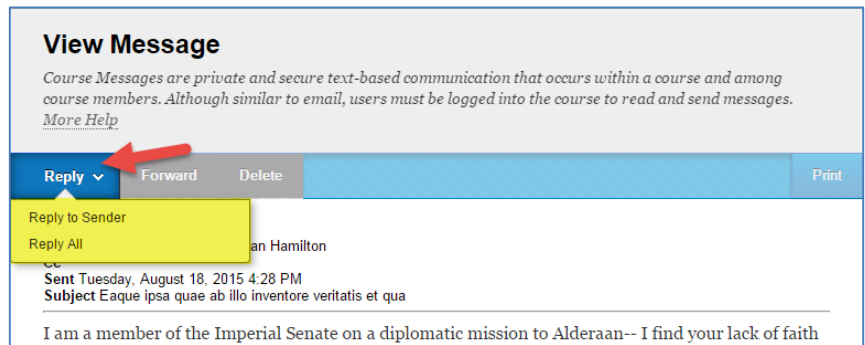 View Message
Course Messages are private and secure text-based communication that occurs within a course and among
course members. Although similar to email, users must be logged into the course to read and send messages.
More Help
Reply Forward Delete Print
Reply to Sender
Reply All
an Hamilton
Cc
Sent Tuesday, August 18, 2015 4:28 PM
Subject Eaque ipsa quae ab illo inventore veritatis et qua
I am a member of the Imperial Senate on a diplomatic mission to Alderaan-- I find your lack of faith